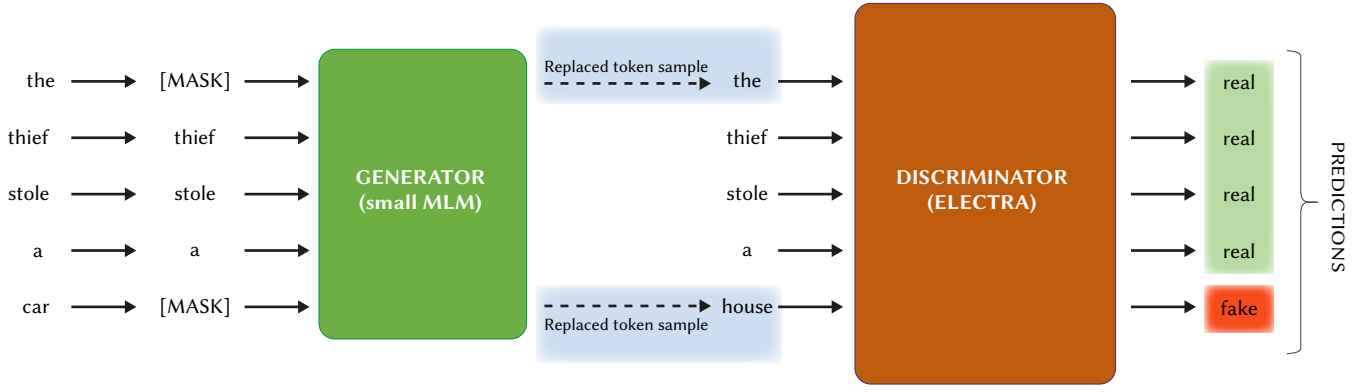 the [MASK] Replaced token sample the real
thief thief thief real
stole stole GENERATOR (small MLM) stole DISCRIMINATOR (ELECTRA) real
a a a real
car [MASK] house fake
Replaced token sample
PREDICTIONS